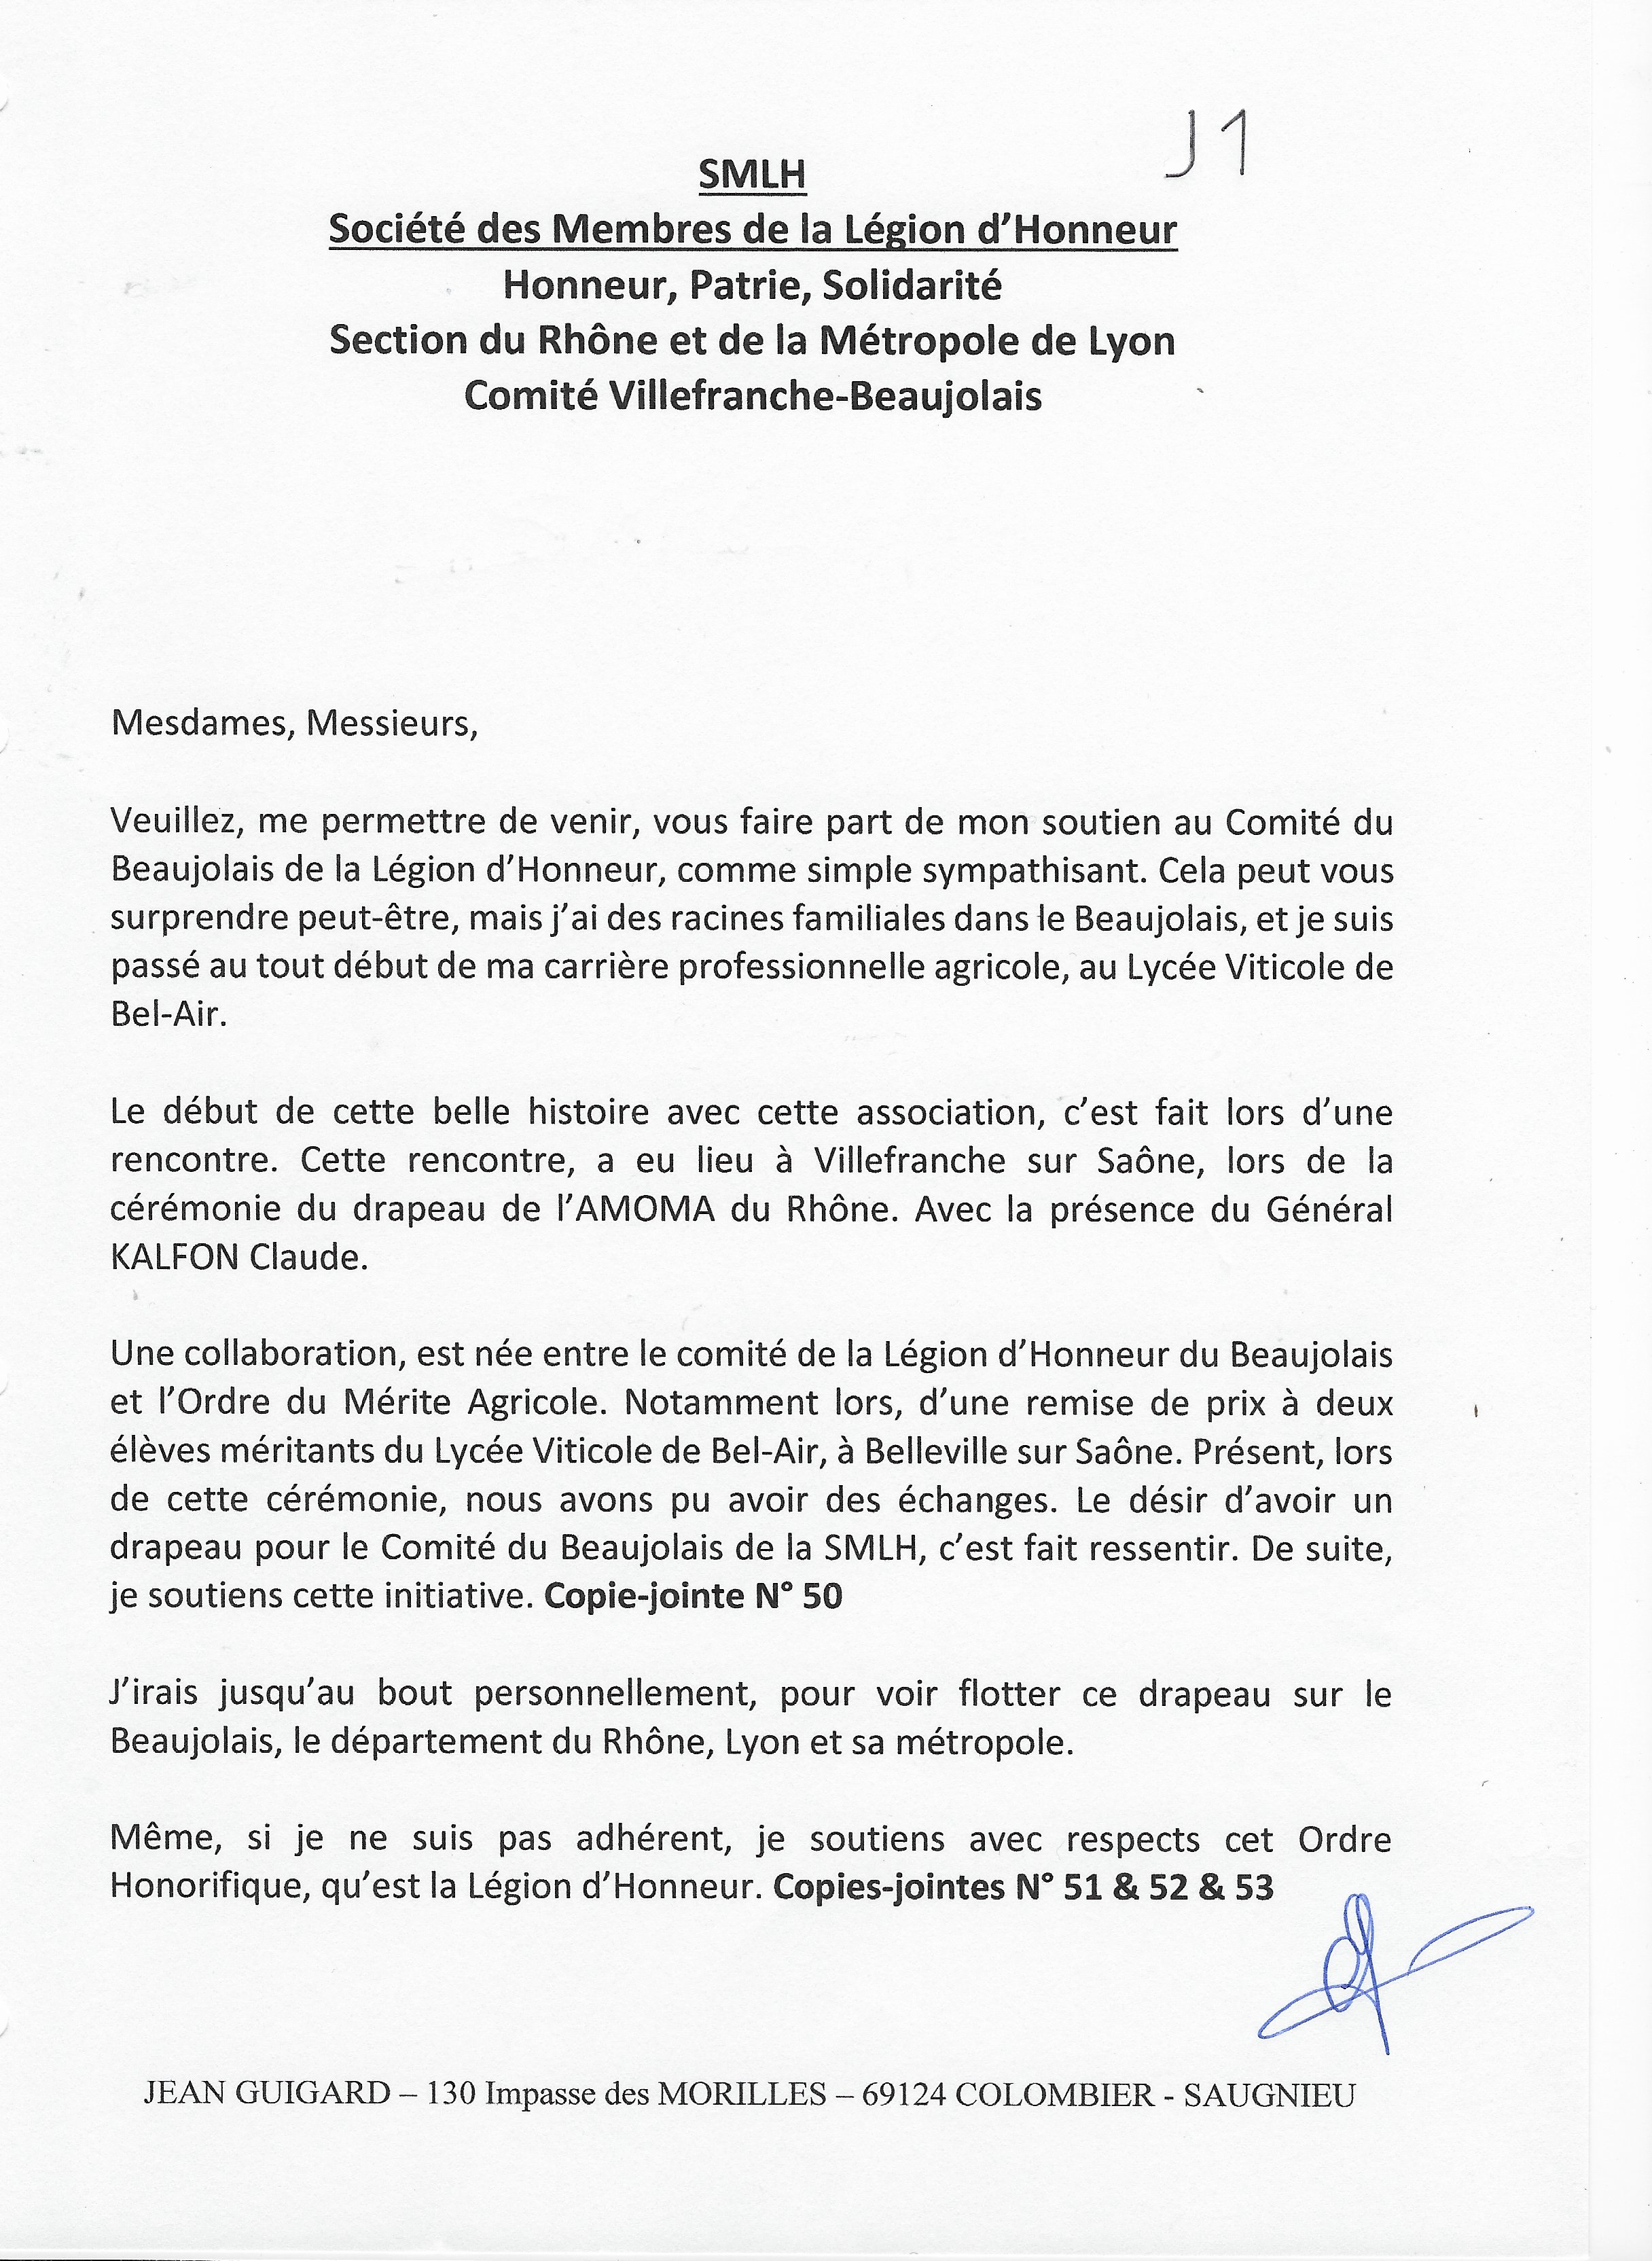 J1
SMLH
Société des Membres de la Légion d'Honneur
Honneur, Patrie, Solidarité
Section du Rhône et de la Métropole de Lyon
Comité Villefranche-Beaujolais
Mesdames, Messieurs,
Veuillez, me permettre de venir, vous faire part de mon soutien au Comité du
Beaujolais de la Légion d'Honneur, comme simple sympathisant. Cela peut vous
surprendre peut-être, mais j'ai des racines familiales dans le Beaujolais, et je suis
passé au tout début de ma carrière professionnelle agricole, au Lycée Viticole de
Bel-Air.
Le début de cette belle histoire avec cette association, c'est fait lors d'une
rencontre. Cette rencontre, a eu lieu à Villefranche sur Saône, lors de la
cérémonie du drapeau de l'AMOMA du Rhône. Avec la présence du Général
KALFON Claude.
Une collaboration, est née entre le comité de la Légion d'Honneur du Beaujolais
et l'Ordre du Mérite Agricole. Notamment lors, d'une remise de prix à deux
élèves méritants du Lycée Viticole de Bel-Air, à Belleville sur Saône. Présent, lors
de cette cérémonie, nous avons pu avoir des échanges. Le désir d'avoir un
drapeau pour le Comité du Beaujolais de la SMLH, c'est fait ressentir. De suite,
je soutiens cette initiative. Copie-jointe N° 50
J'irais jusqu'au bout personnellement, pour voir flotter ce drapeau sur le
Beaujolais, le département du Rhône, Lyon et sa métropole.
Même, si je ne suis pas adhérent, je soutiens avec respects cet Ordre
Honorifique, qu'est la Légion d'Honneur. Copies-jointes N° 51 & 52 & 53
JEAN GUIGARD – 130 Impasse des MORILLES – 69124 COLOMBIER - SAUGNIEU